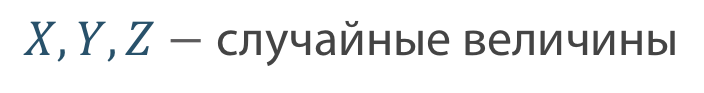 X, Y, Z — случайные величины